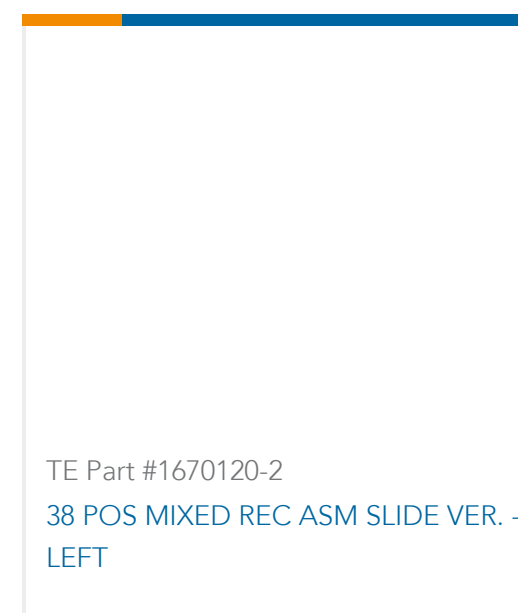 TE Part #1670120-2
38 POS MIXED REC ASM SLIDE VER. -
LEFT